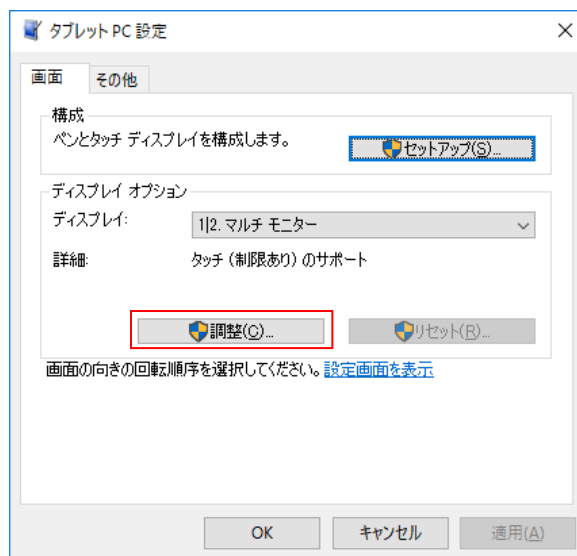 タブレット PC 設定
画面
その他
構成
ペンとタッチ ディスプレイを構成します。
セットアップ(S)...
ディスプレイ オプション
ディスプレイ:
1|2. マルチ モニター
詳細:
タッチ (制限あり) のサポート
調整(C)...
リセット(R)...
画面の向きの回転順序を選択してください。設定画面を表示
OK
キャンセル
適用(A)